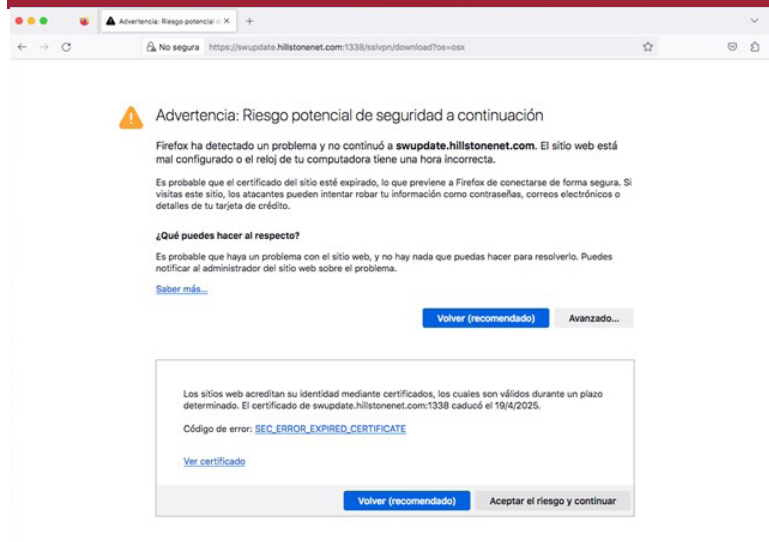 Advertencia: Riesgo potencial d
No segura https://swupdate.hillstonenet.com:1338/sslvpn/download?os=osx
Advertencia: Riesgo potencial de seguridad a continuación
Firefox ha detectado un problema y no continuó a swupdate.hillstonenet.com. El sitio web está
mal configurado o el reloj de tu computadora tiene una hora incorrecta.
Es probable que el certificado del sitio esté expirado, lo que previene a Firefox de conectarse de forma segura. Si
visitas este sitio, los atacantes pueden intentar robar tu información como contraseñas, correos electrónicos o
detalles de tu tarjeta de crédito.
¿Qué puedes hacer al respecto?
Es probable que haya un problema con el sitio web, y no hay nada que puedas hacer para resolverlo. Puedes
notificar al administrador del sitio web sobre el problema.
Saber más...
Volver (recomendado) Avanzado...
Los sitios web acreditan su identidad mediante certificados, los cuales son válidos durante un plazo
determinado. El certificado de swupdate.hillstonenet.com:1338 caducó el 19/4/2025.
Código de error: SEC_ERROR_EXPIRED_CERTIFICATE
Ver certificado
Volver (recomendado) Aceptar el riesgo y continuar